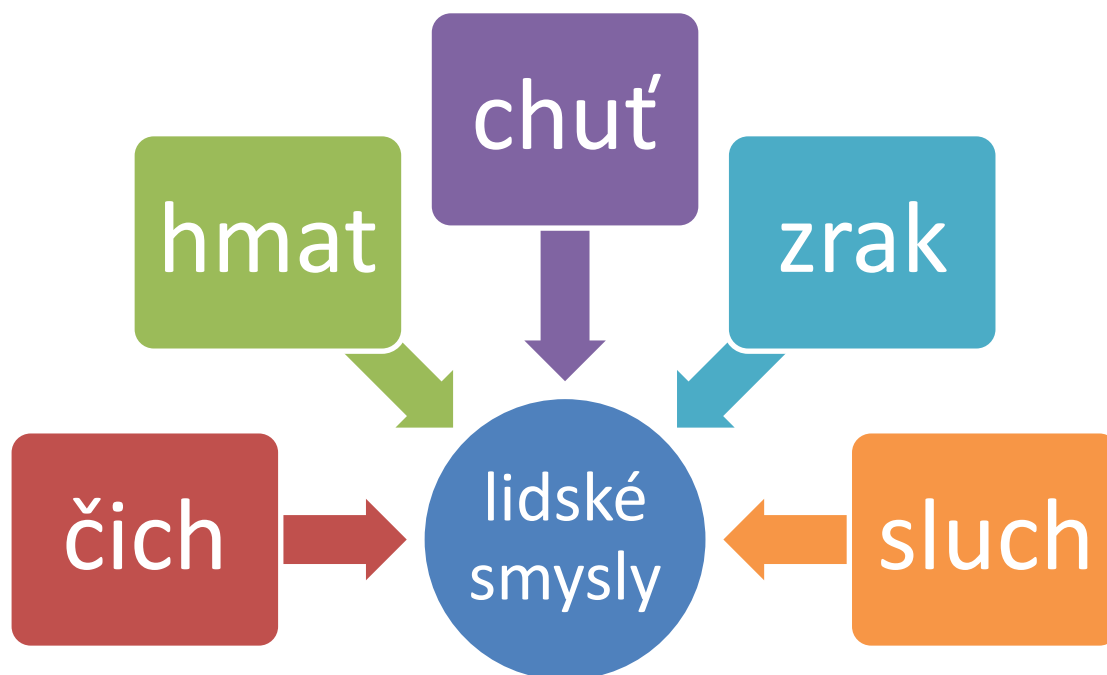 chuť
hmat
zrak
čich
lidské
smysly
sluch